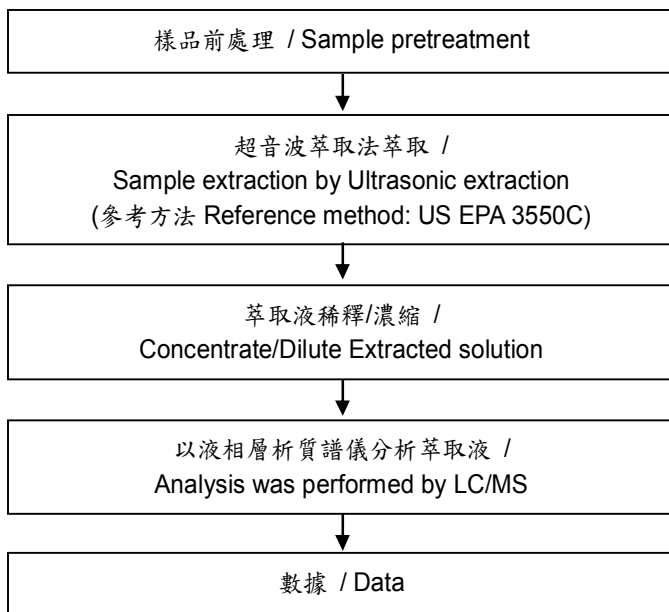 樣品前處理 / Sample pretreatment
超音波萃取法萃取 /
Sample extraction by Ultrasonic extraction
(參考方法 Reference method: US EPA 3550C)
萃取液稀釋/濃縮 /
Concentrate/Dilute Extracted solution
以液相層析質譜儀分析萃取液 /
Analysis was performed by LC/MS
數據 / Data